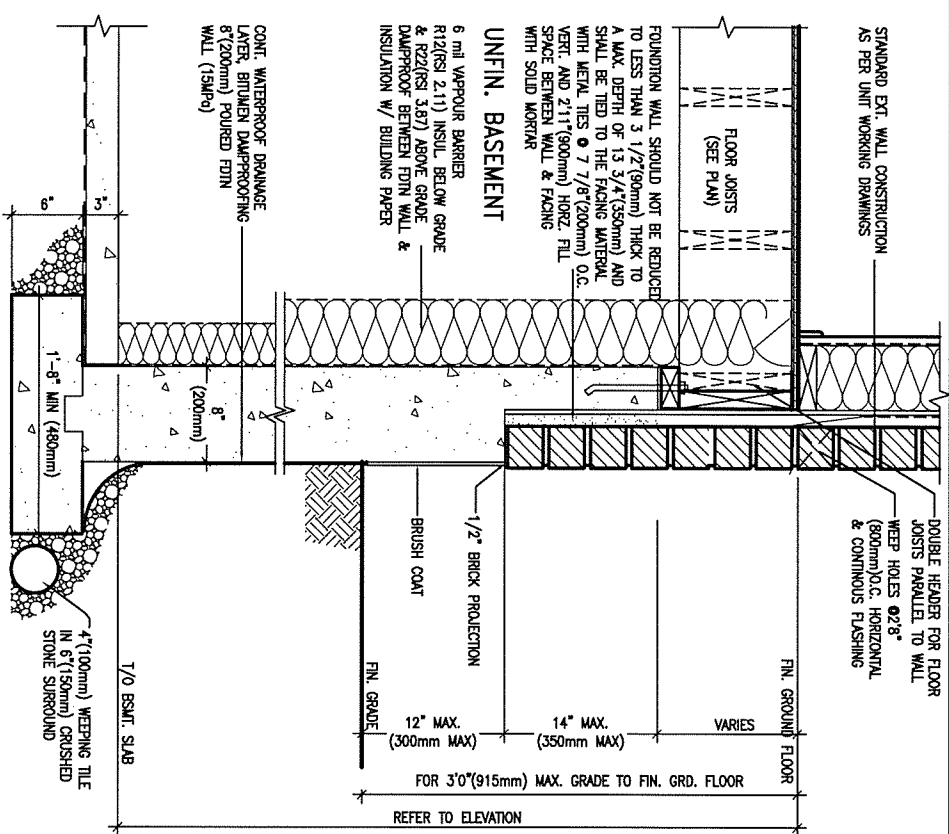 STANDARD EXT. WALL CONSTRUCTION
AS PER UNIT WORKING DRAWINGS
FLOOR JOISTS
(SEE PLAN)
FOUNDTION WALL SHOULD NOT BE REDUCED
TO LESS THAN 3 1/2"(90mm) THICK TO
A MAX. DEPTH OF 13 3/4"(350mm) AND
SHALL BE TIED TO THE FACING MATERIAL
WITH METAL TIES @ 7 7/8"(200mm) O.C.
VERT. AND 2'11"(900mm) HORZ. FILL
SPACE BETWEEN WALL & FACING
WITH SOLID MORTAR
UNFIN. BASEMENT
6 mil VAPPOUR BARRIER
R12(RSI 2.11) INSUL BELOW GRADE
& R22(RSI 3.87) ABOVE GRADE
DAMPPROOF BETWEEN FDTN WALL &
INSULATION W/ BUILDING PAPER
CONT. WATERPROOF DRAINAGE
LAYER, BITUMEN DAMPPROOFING
8"(200mm) POURED FDTN
WALL (15MPa)
3"
6"
8"
(200mm)
1'-8" MIN (480mm)
DOUBLE HEADER FOR FLOOR
JOISTS PARALLEL TO WALL
WEEP HOLES @2'8"
(800mm)O.C. HORIZONTAL
& CONTINOUS FLASHING
1/2" BRICK PROJECTION
BRUSH COAT
4"(100mm) WEEPING TILE
IN 6"(150mm) CRUSHED
STONE SURROUND
FIN. GROUND FLOOR
FIN. GRADE
T/O BSMT. SLAB
VARIES
14" MAX.
(350mm MAX)
12" MAX.
(300mm MAX)
FOR 3'0"(915mm) MAX. GRADE TO FIN. GRD. FLOOR
REFER TO ELEVATION